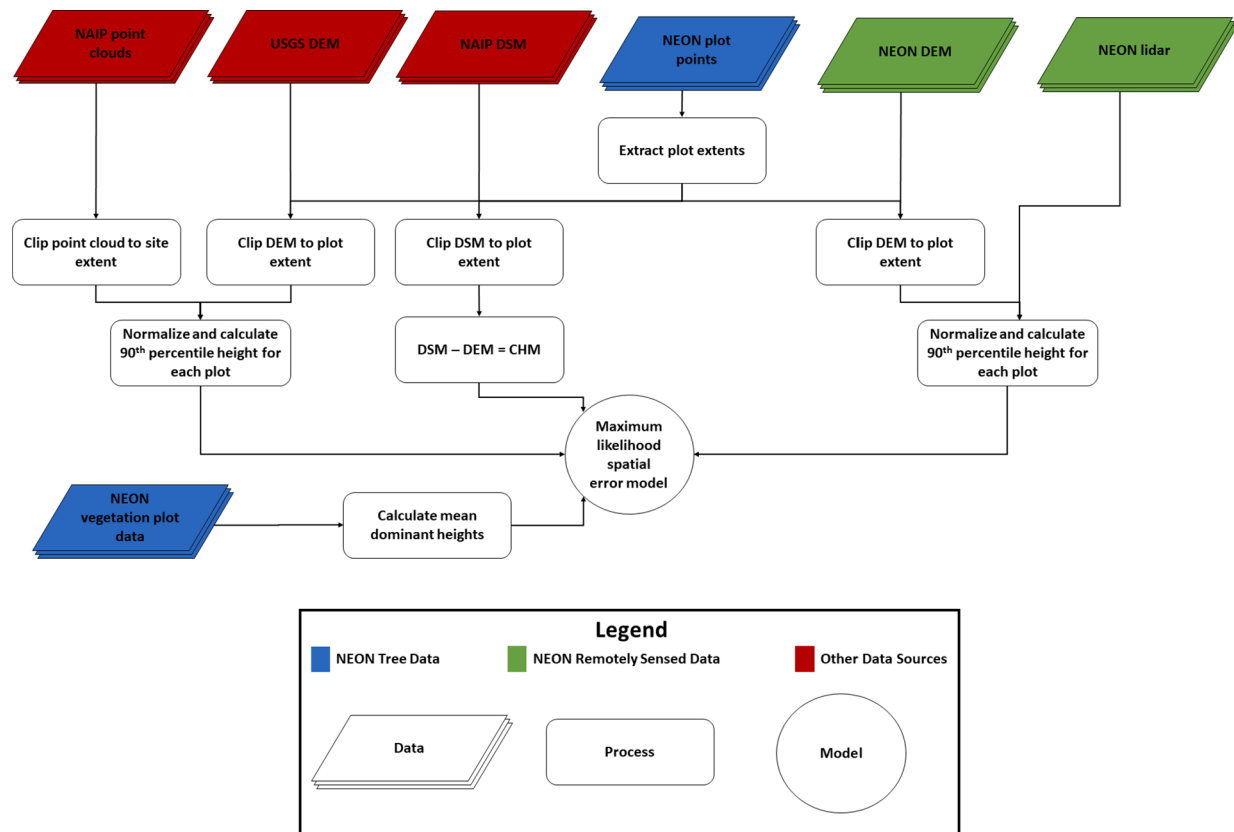 NAIP point
clouds
USGS DEM
NAIP DSM
NEON plot
points
NEON DEM
NEON lidar
Extract plot extents
Clip point cloud to site
extent
Clip DEM to plot
extent
Clip DSM to plot
extent
Clip DEM to plot
extent
Normalize and calculate
90th percentile height for
each plot
DSM – DEM = CHM
Normalize and calculate
90th percentile height for
each plot
Maximum
likelihood
spatial
error model
NEON
vegetation plot
data
Calculate mean
dominant heights
Legend
NEON Tree Data
NEON Remotely Sensed Data
Other Data Sources
Data
Process
Model